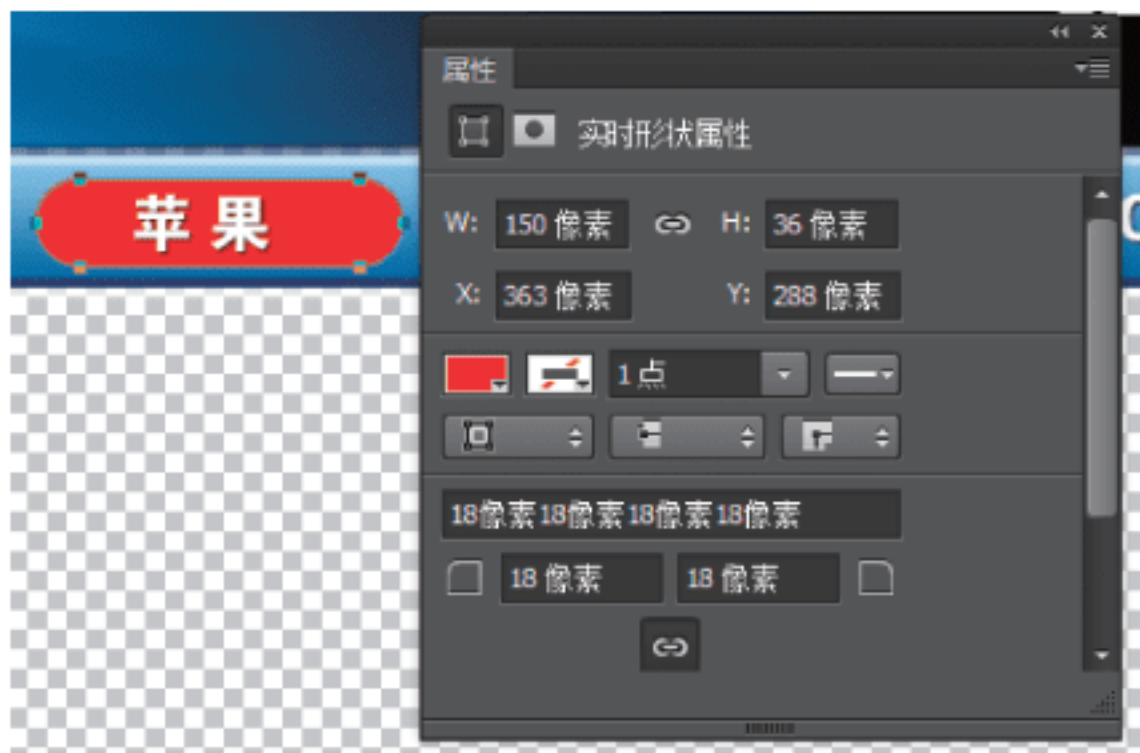 属性
实时形状属性
苹果
W: 150 像素 H: 36 像素
X: 363 像素 Y: 288 像素
1 点
18像素18像素18像素18像素
18 像素 18 像素